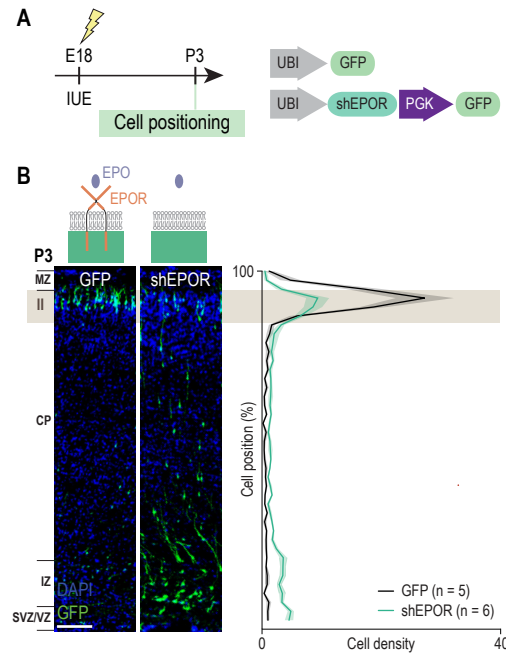 A
E18
P3
IUE
Cell positioning
UBI
GFP
UBI
shEPOR
PGK
GFP
B
EPO
EPOR
P3
GFP
shEPOR
MZ
II
CP
IZ
SVZ/VZ
DAPI
GFP
100
Cell position (%)
GFP (n = 5)
shEPOR (n = 6)
0
40
Cell density